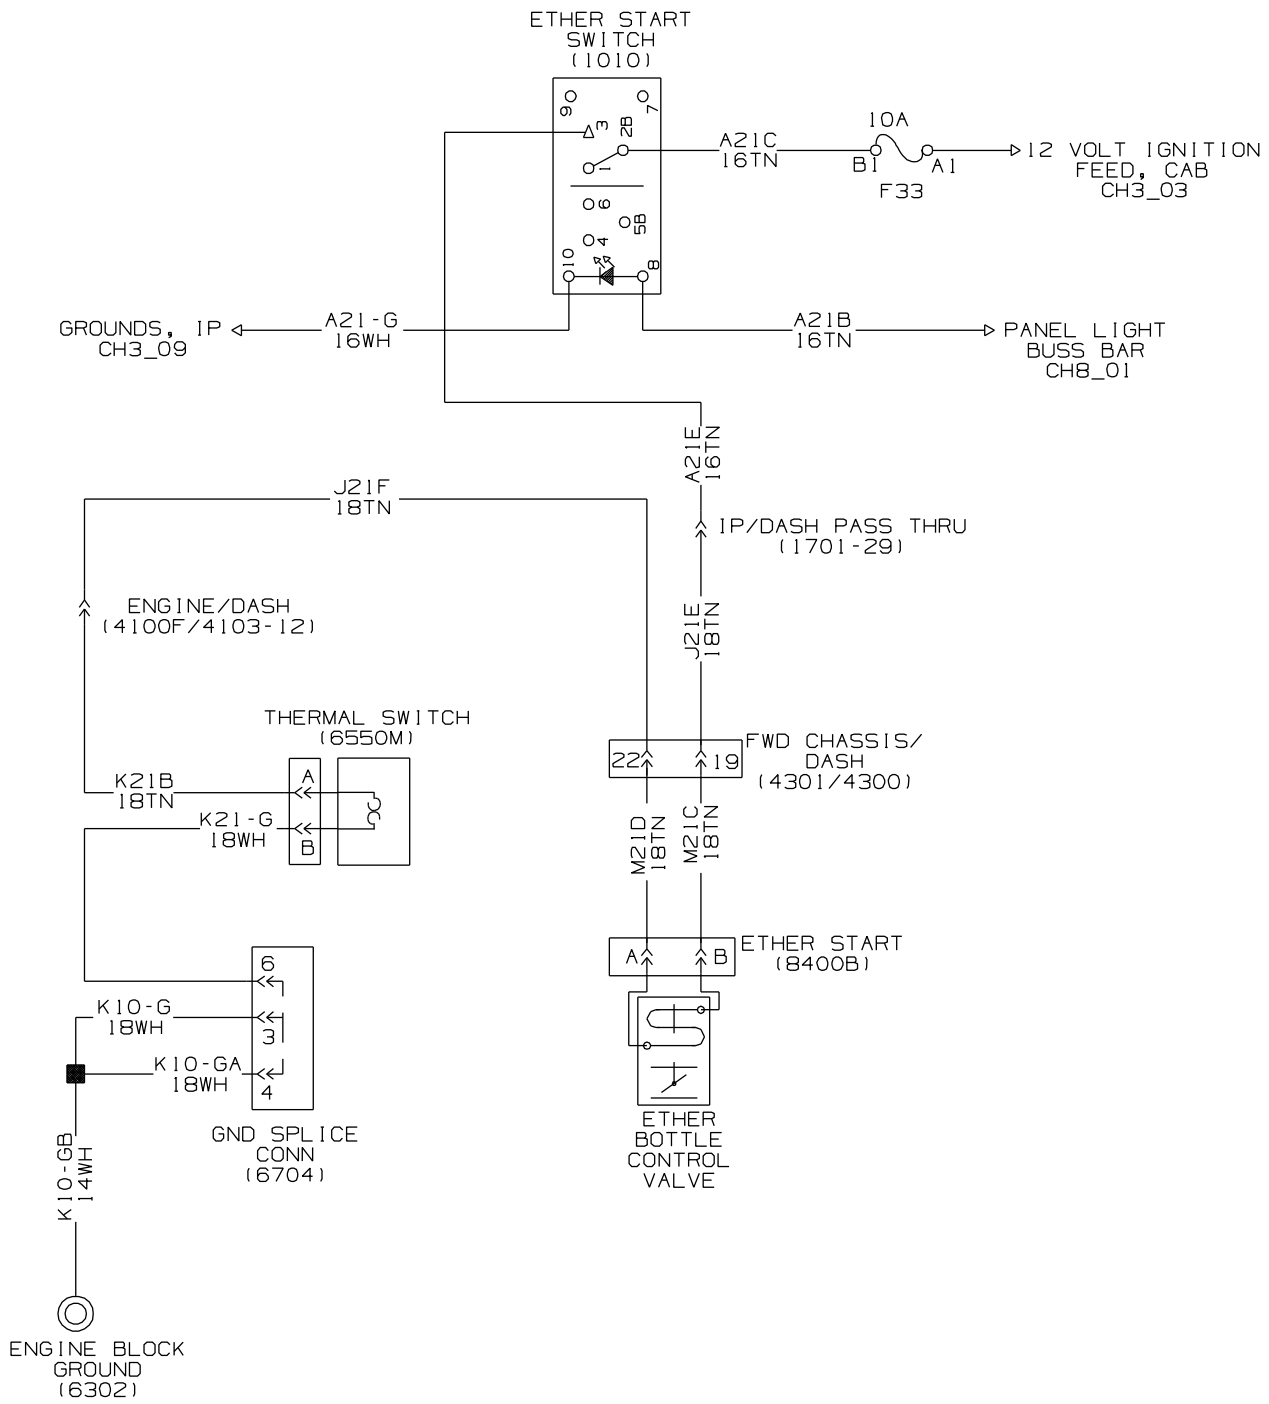 ETHER START
SWITCH
(1010)
9
7
3
2B
1
6
5B
4
10
8
A21C
16TN
10A
B1
A1
F33
12 VOLT IGNITION
FEED, CAB
CH3_03
GROUNDS, IP
CH3_09
A21-G
16WH
A21B
16TN
PANEL LIGHT
BUSS BAR
CH8_01
A21E
16TN
J21F
18TN
IP/DASH PASS THRU
(1701-29)
ENGINE/DASH
(4100F/4103-12)
J21E
18TN
THERMAL SWITCH
(6550M)
A
B
K21B
18TN
K21-G
18WH
22
19
FWD CHASSIS/
DASH
(4301/4300)
M21D
18TN
M21C
18TN
A
B
ETHER START
(8400B)
6
3
4
K10-G
18WH
K10-GA
18WH
GND SPLICE
CONN
(6704)
ETHER
BOTTLE
CONTROL
VALVE
K10-GB
14WH
ENGINE BLOCK
GROUND
(6302)